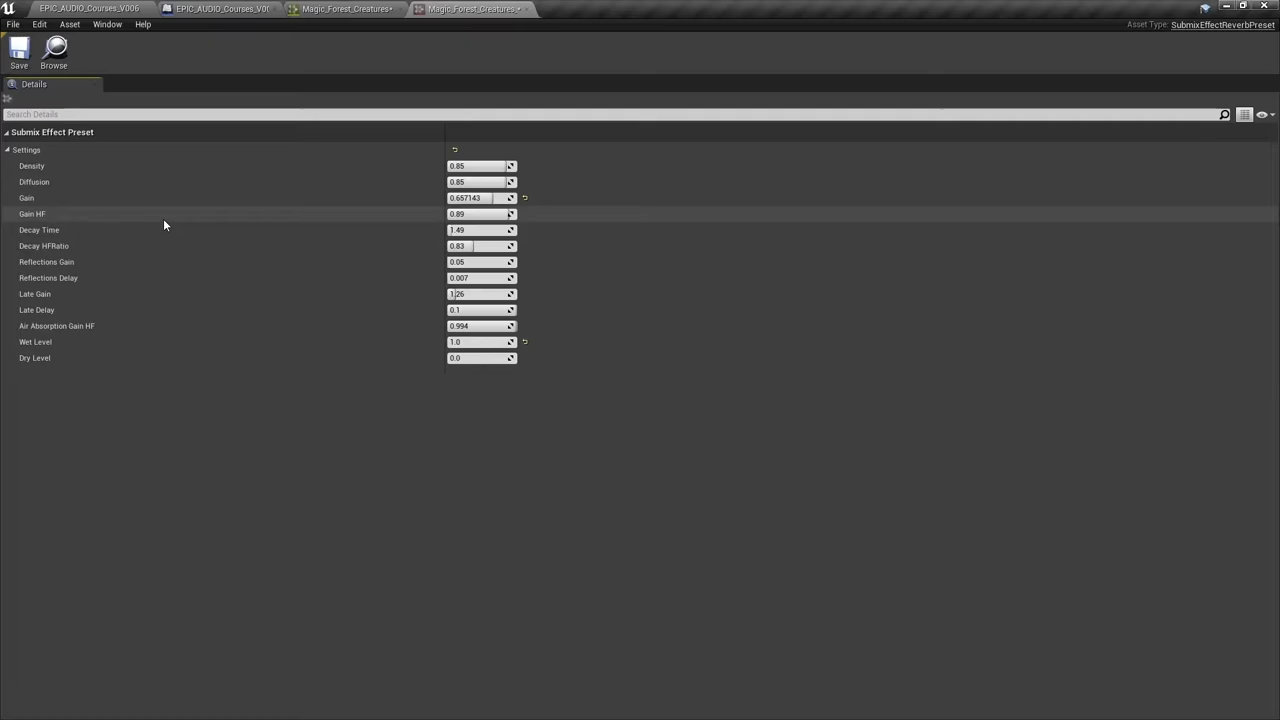 EPIC_AUDIO_Courses_V006
EPIC_AUDIO_Courses_V00
Magic_Forest_Creatures*
Magic_Forest_Creatures_*
File Edit Asset Window Help
Asset Type: SubmixEffectReverbPreset
Save
Browse
Details
Search Details
Submix Effect Preset
Settings
Density 0.85
Diffusion 0.85
Gain 0.657143
Gain HF 0.89
Decay Time 1.49
Decay HFRatio 0.83
Reflections Gain 0.05
Reflections Delay 0.007
Late Gain 1.26
Late Delay 0.1
Air Absorption Gain HF 0.994
Wet Level 1.0
Dry Level 0.0